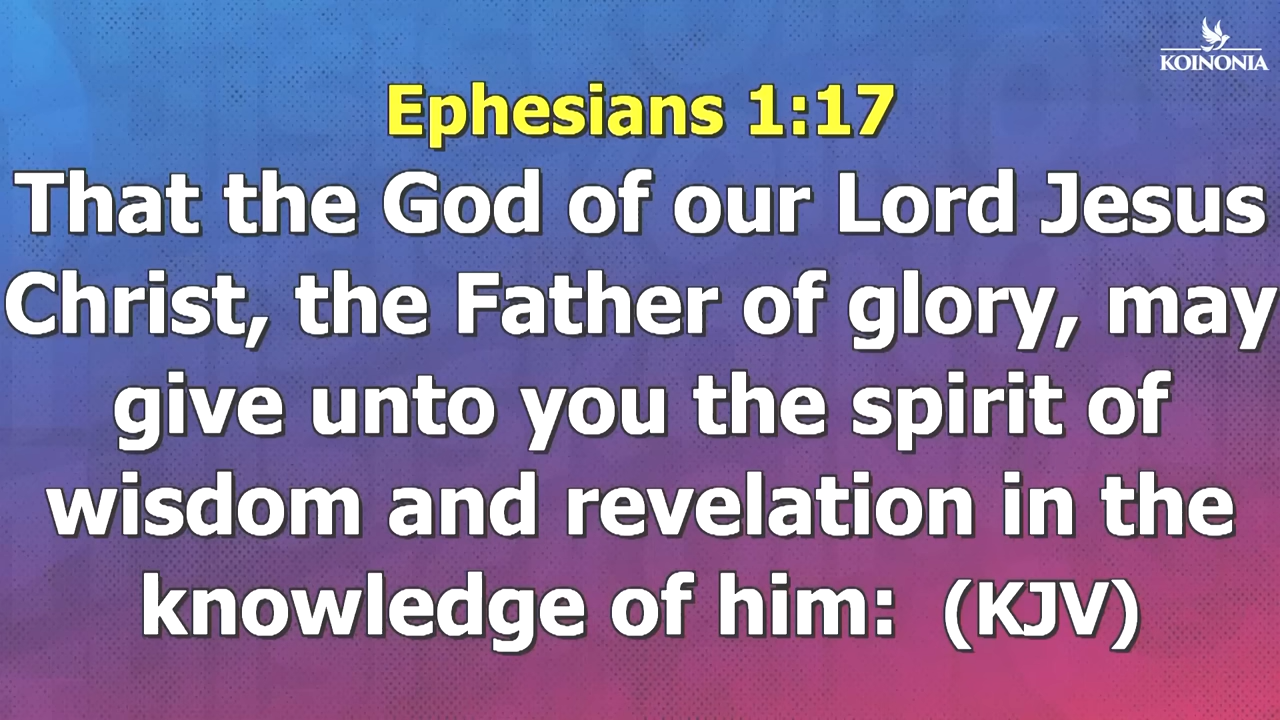 KOINONIA
Ephesians 1:17
That the God of our Lord Jesus
Christ, the Father of glory, may
give unto you the spirit of
wisdom and revelation in the
knowledge of him: (KJV)